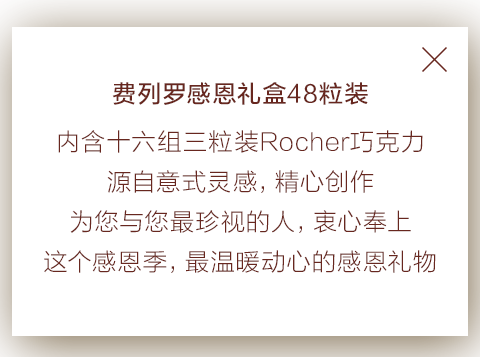 费列罗感恩礼盒48粒装
内含十六组三粒装Rocher巧克力
源自意式灵感，精心创作
为您与您最珍视的人，衷心奉上
这个感恩季，最温暖动心的感恩礼物